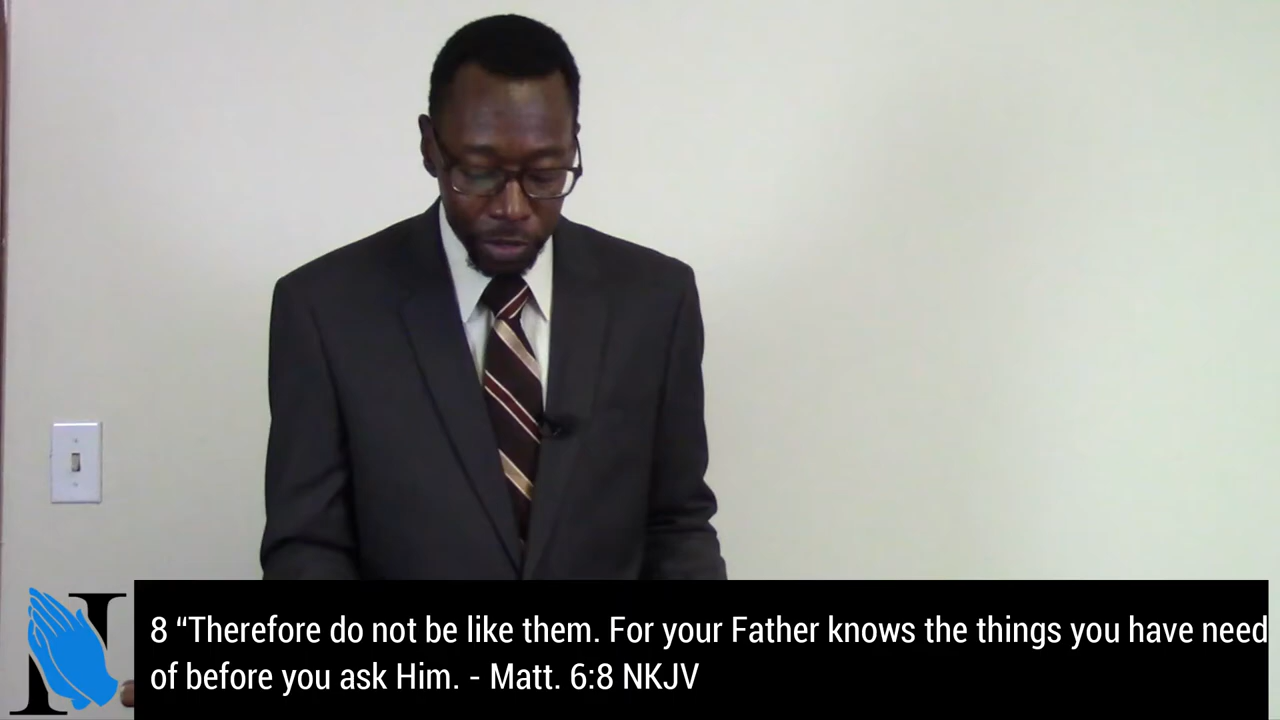 8 “Therefore do not be like them. For your Father knows the things you have need
of before you ask Him. - Matt. 6:8 NKJV
N.